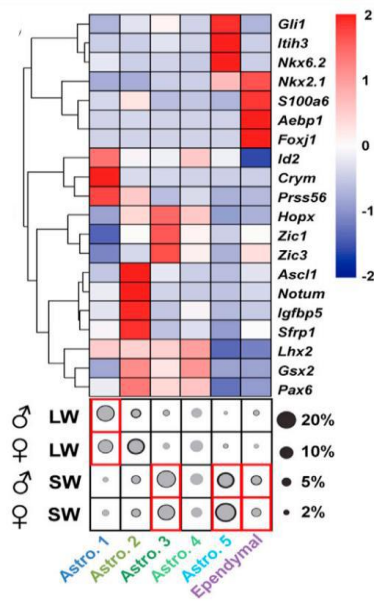 Gli1
Itih3
Nkx6.2
Nkx2.1
S100a6
Aebp1
Foxj1
Id2
Crym
Prss56
Hopx
Zic1
Zic3
Ascl1
Notum
Igfbp5
Sfrp1
Lhx2
Gsx2
Pax6
2
1
0
-1
-2
♂ LW
♀ LW
♂ SW
♀ SW
20%
10%
5%
2%
Astro. 1
Astro. 2
Astro. 3
Astro. 4
Astro. 5
Ependymal